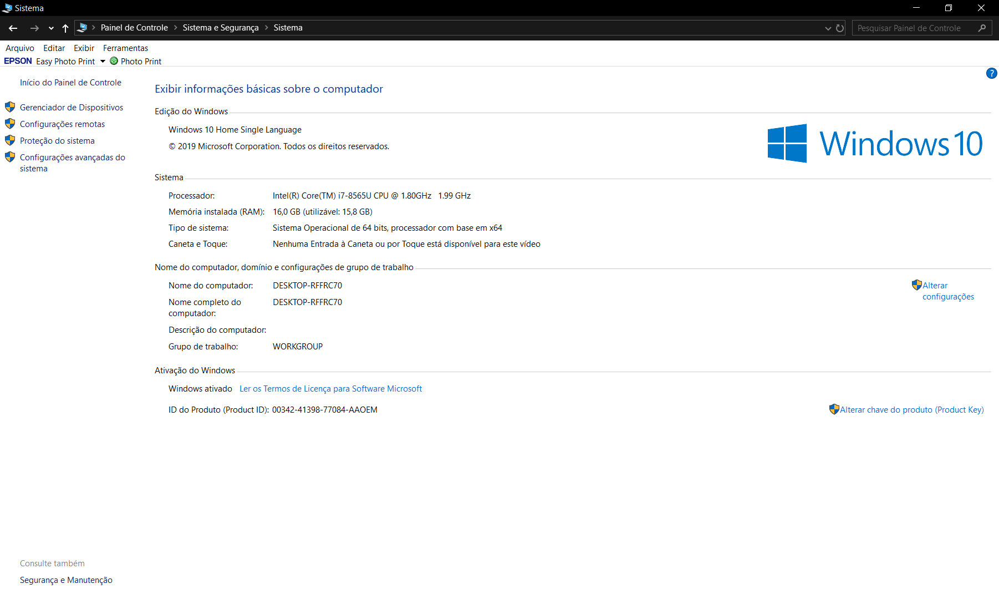 Sistema
Painel de Controle Sistema e Segurança Sistema
Pesquisar Painel de Controle
Arquivo Editar Exibir Ferramentas
EPSON Easy Photo Print Photo Print
?
Início do Painel de Controle
Gerenciador de Dispositivos
Configurações remotas
Proteção do sistema
Configurações avançadas do
sistema
Exibir informações básicas sobre o computador
Edição do Windows
Windows 10 Home Single Language
© 2019 Microsoft Corporation. Todos os direitos reservados.
Windows 10
Sistema
Processador: Intel(R) Core(TM) i7-8565U CPU @ 1.80GHz 1.99 GHz
Memória instalada (RAM): 16,0 GB (utilizável: 15,8 GB)
Tipo de sistema: Sistema Operacional de 64 bits, processador com base em x64
Caneta e Toque: Nenhuma Entrada à Caneta ou por Toque está disponível para este vídeo
Nome do computador, domínio e configurações de grupo de trabalho
Nome do computador: DESKTOP-RFFRC70
Nome completo do DESKTOP-RFFRC70
computador:
Descrição do computador:
Grupo de trabalho: WORKGROUP
Alterar
configurações
Ativação do Windows
Windows ativado Ler os Termos de Licença para Software Microsoft
ID do Produto (Product ID): 00342-41398-77084-AAOEM
Alterar chave do produto (Product Key)
Consulte também
Segurança e Manutenção